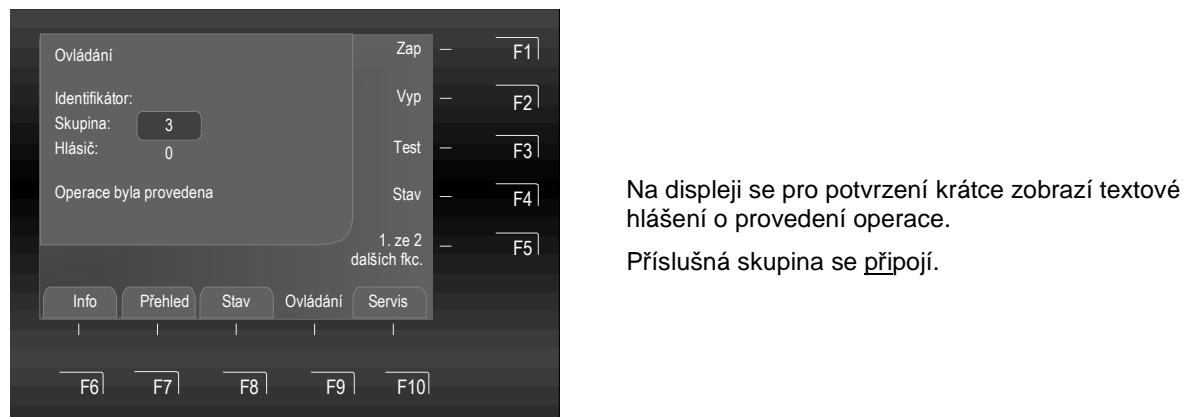 Ovládání
Zap – F1
Identifikátor:
Vyp – F2
Skupina: 3
Hlásič: 0
Test – F3
Operace byla provedena
Stav – F4
1. ze 2
dalších fkc. – F5
Info Přehled Stav Ovládání Servis
F6 F7 F8 F9 F10
Na displeji se pro potvrzení krátce zobrazí textové
hlášení o provedení operace.
Příslušná skupina se připojí.